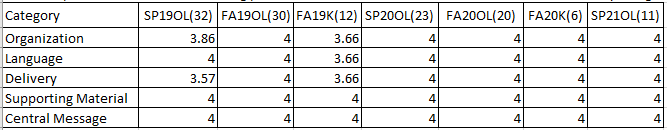 Category SP19OL(32) FA19OL(30) FA19K(12) SP20OL(23) FA20OL(20) FA20K(6) SP21OL(11)
Organization 3.86 4 3.66 4 4 4 4
Language 4 4 3.66 4 4 4 4
Delivery 3.57 4 3.66 4 4 4 4
Supporting Material 4 4 4 4 4 4 4
Central Message 4 4 4 4 4 4 4